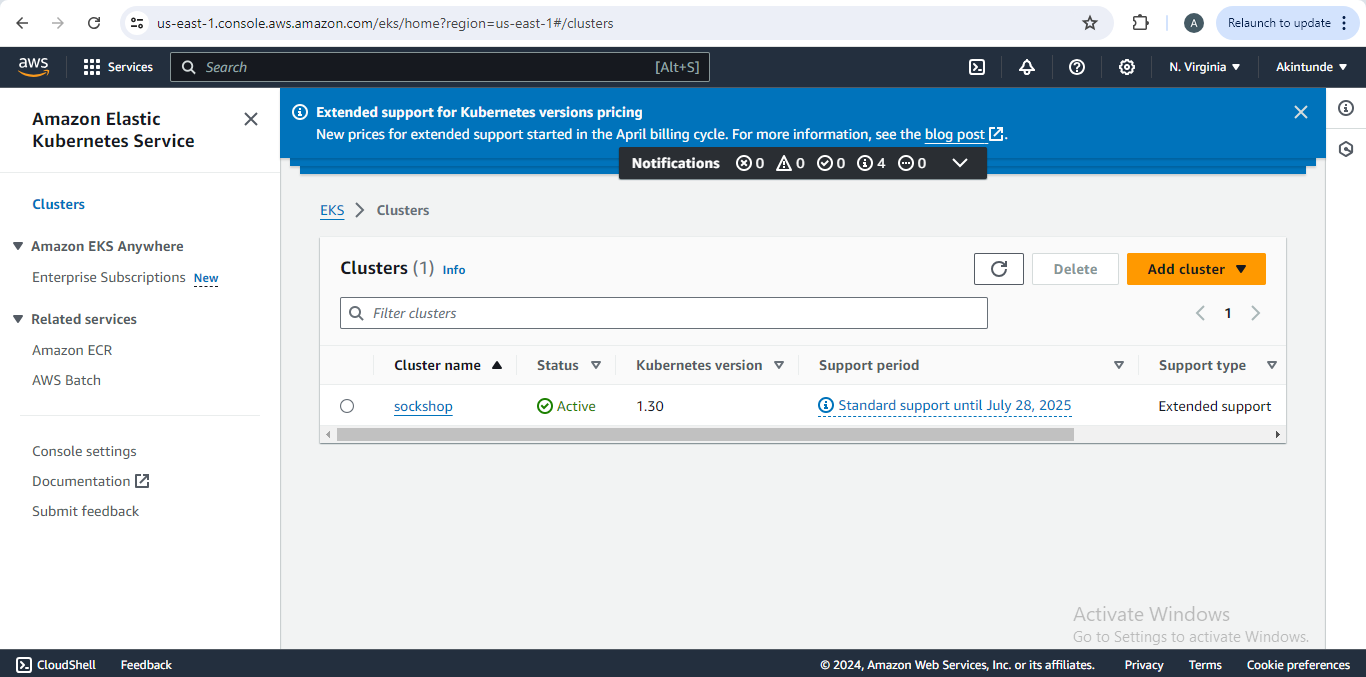 us-east-1.console.aws.amazon.com/eks/home?region=us-east-1#/clusters
A
Relaunch to update
aws
Services
Search
[Alt+S]
N. Virginia
Akintunde
Amazon Elastic
Kubernetes Service
Clusters
Amazon EKS Anywhere
Enterprise Subscriptions New
Related services
Amazon ECR
AWS Batch
Console settings
Documentation
Submit feedback
Extended support for Kubernetes versions pricing
New prices for extended support started in the April billing cycle. For more information, see the blog post.
Notifications 0 0 0 4 0
EKS Clusters
Clusters (1) Info
Delete
Add cluster
Filter clusters
1
Cluster name Status Kubernetes version Support period Support type
sockshop Active 1.30 Standard support until July 28, 2025 Extended support
Activate Windows
Go to Settings to activate Windows.
CloudShell Feedback © 2024, Amazon Web Services, Inc. or its affiliates. Privacy Terms Cookie preferences